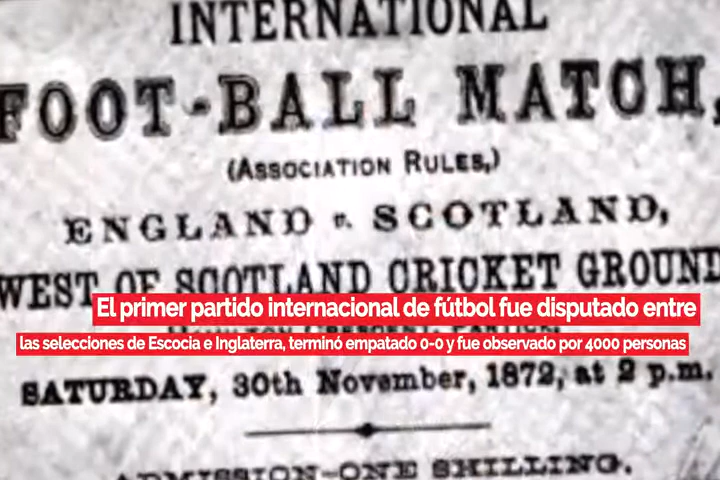 INTERNATIONAL
FOOT-BALL MATCH,
(ASSOCIATION RULES,)
ENGLAND v. SCOTLAND,
WEST OF SCOTLAND CRICKET GROUND
El primer partido internacional de fútbol fue disputado entre
las selecciones de Escocia e Inglaterra, terminó empatado 0-0 y fue observado por 4000 personas
SATURDAY, 30th November, 1872, at 2 p.m.
ADMISSION-ONE SHILLING.